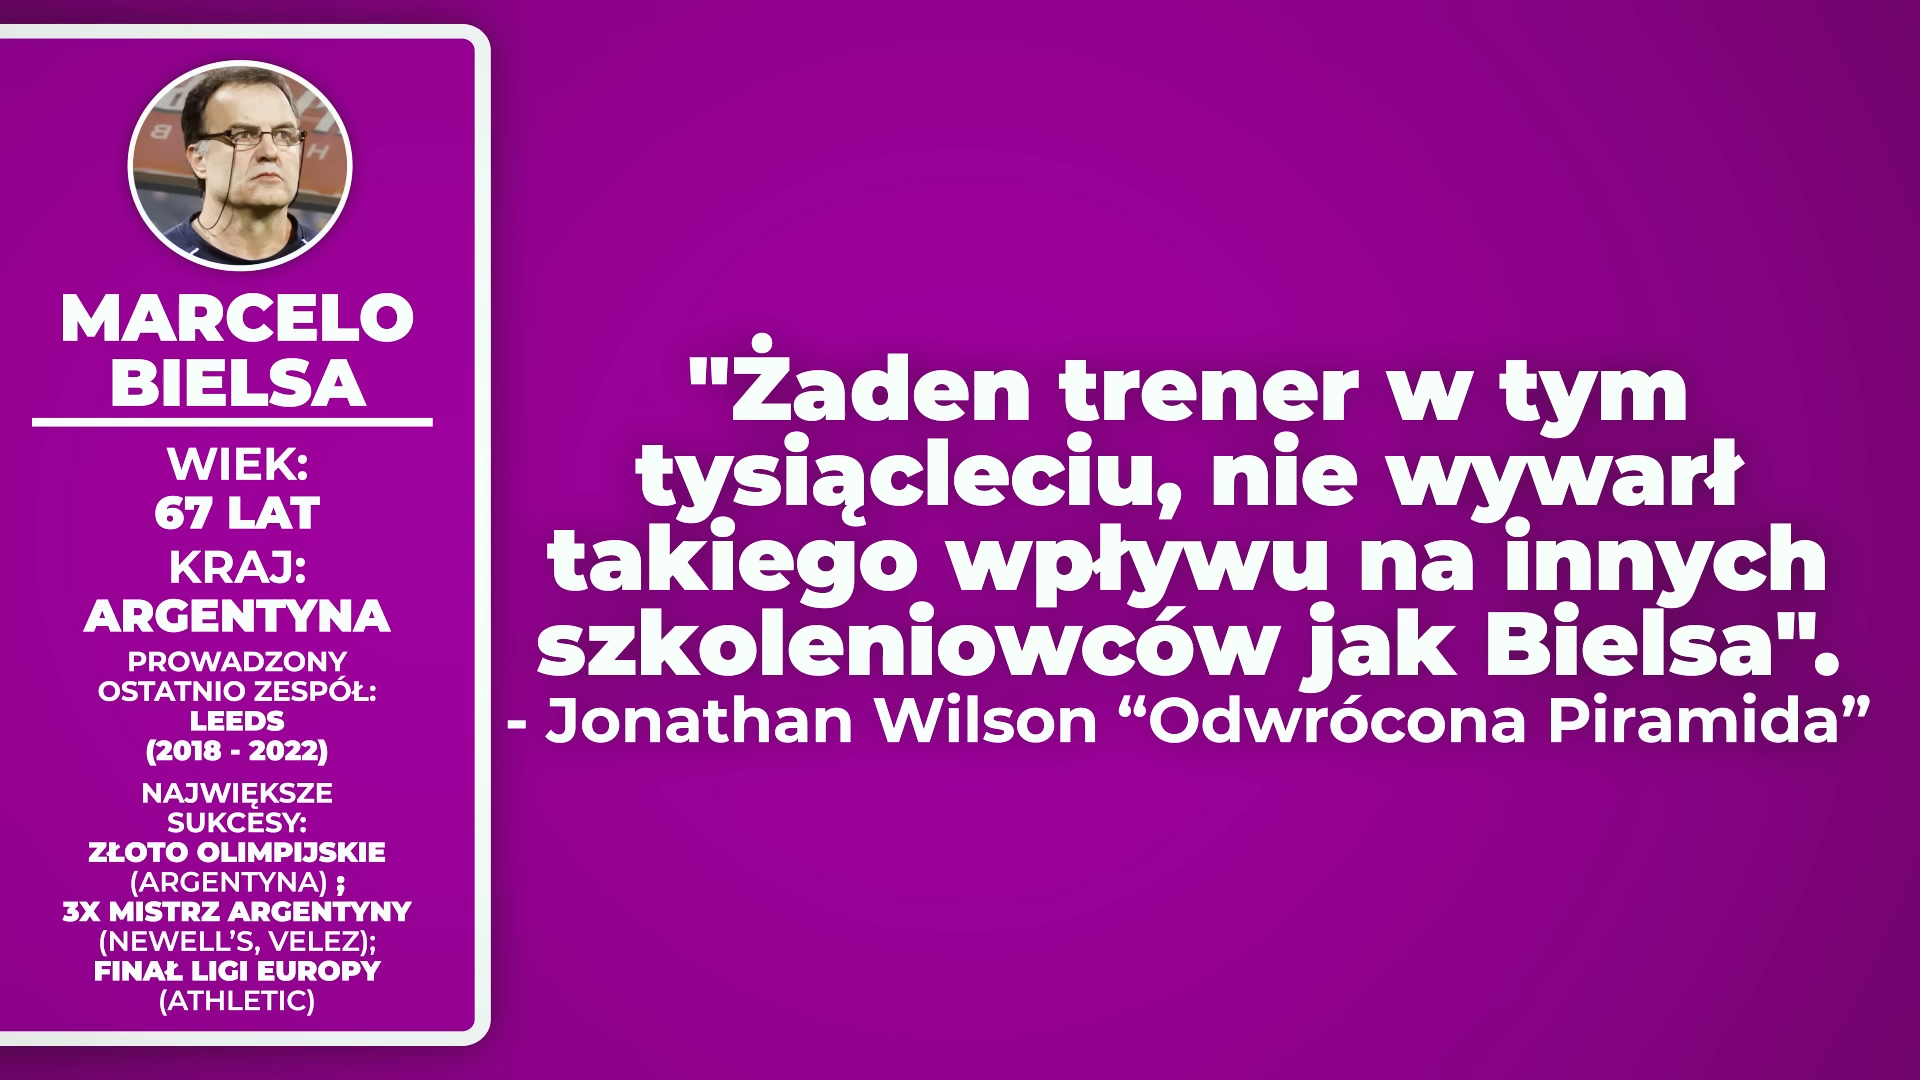 MARCELO
BIELSA
WIEK:
67 LAT
KRAJ:
ARGENTYNA
PROWADZONY
OSTATNIO ZESPÓŁ:
LEEDS
(2018 - 2022)
NAJWIĘKSZE
SUKCESY:
ZŁOTO OLIMPIJSKIE
(ARGENTYNA) ;
3X MISTRZ ARGENTYNY
(NEWELL’S, VELEZ);
FINAŁ LIGI EUROPY
(ATHLETIC)
"Żaden trener w tym
tysiącleciu, nie wywarł
takiego wpływu na innych
szkoleniowców jak Bielsa".
- Jonathan Wilson “Odwrócona Piramida”